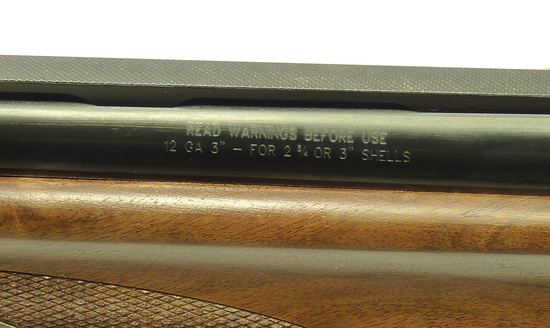 READ WARNINGS BEFORE USE
12 GA 3" – FOR 2 ¾ OR 3" SHELLS